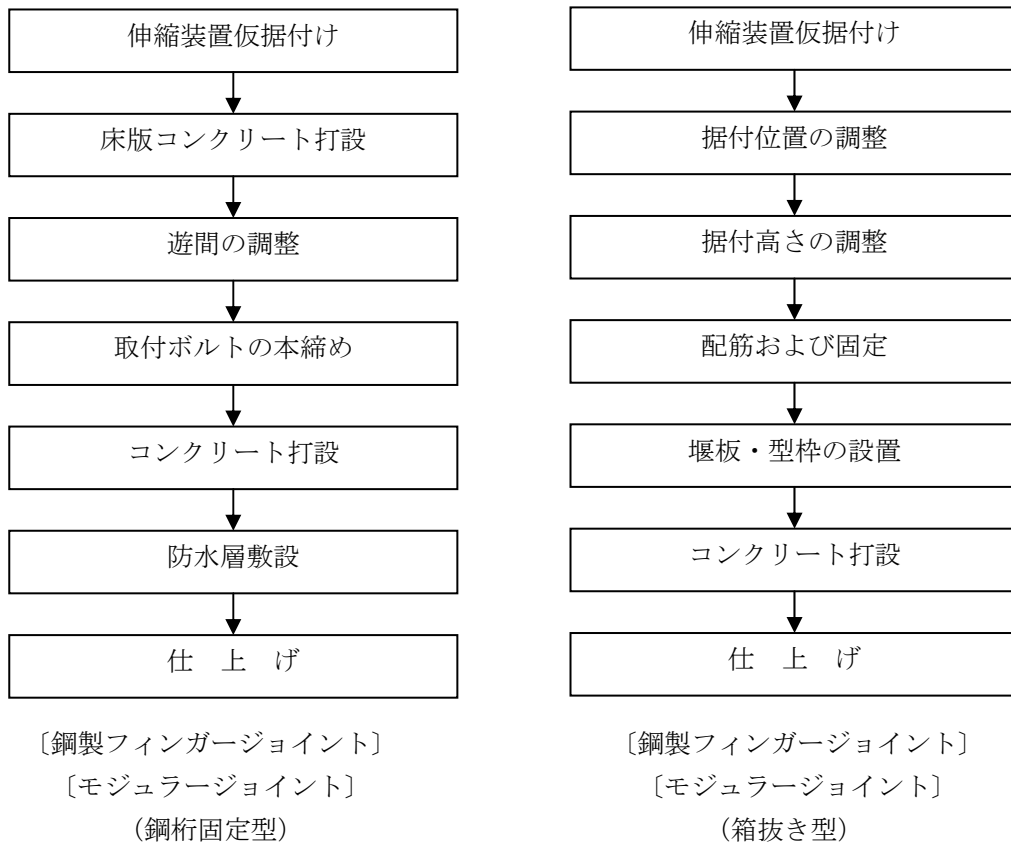 伸縮装置仮据付け
床版コンクリート打設
遊間の調整
取付ボルトの本締め
コンクリート打設
防水層敷設
仕　上　げ
〔鋼製フィンガージョイント〕
〔モジュラージョイント〕
（鋼桁固定型）
伸縮装置仮据付け
据付位置の調整
据付高さの調整
配筋および固定
堰板・型枠の設置
コンクリート打設
仕　上　げ
〔鋼製フィンガージョイント〕
〔モジュラージョイント〕
（箱抜き型）